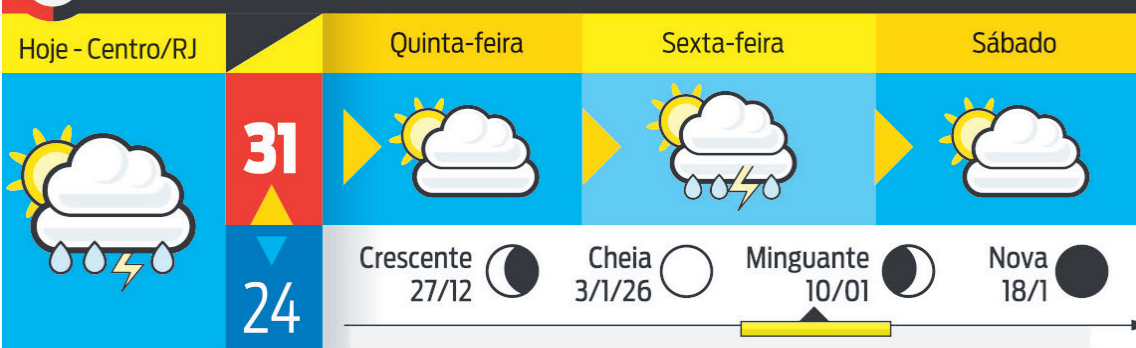 Hoje - Centro/RJ
31
24
Quinta-feira
Sexta-feira
Sábado
Crescente
27/12
Cheia
3/1/26
Minguante
10/01
Nova
18/1